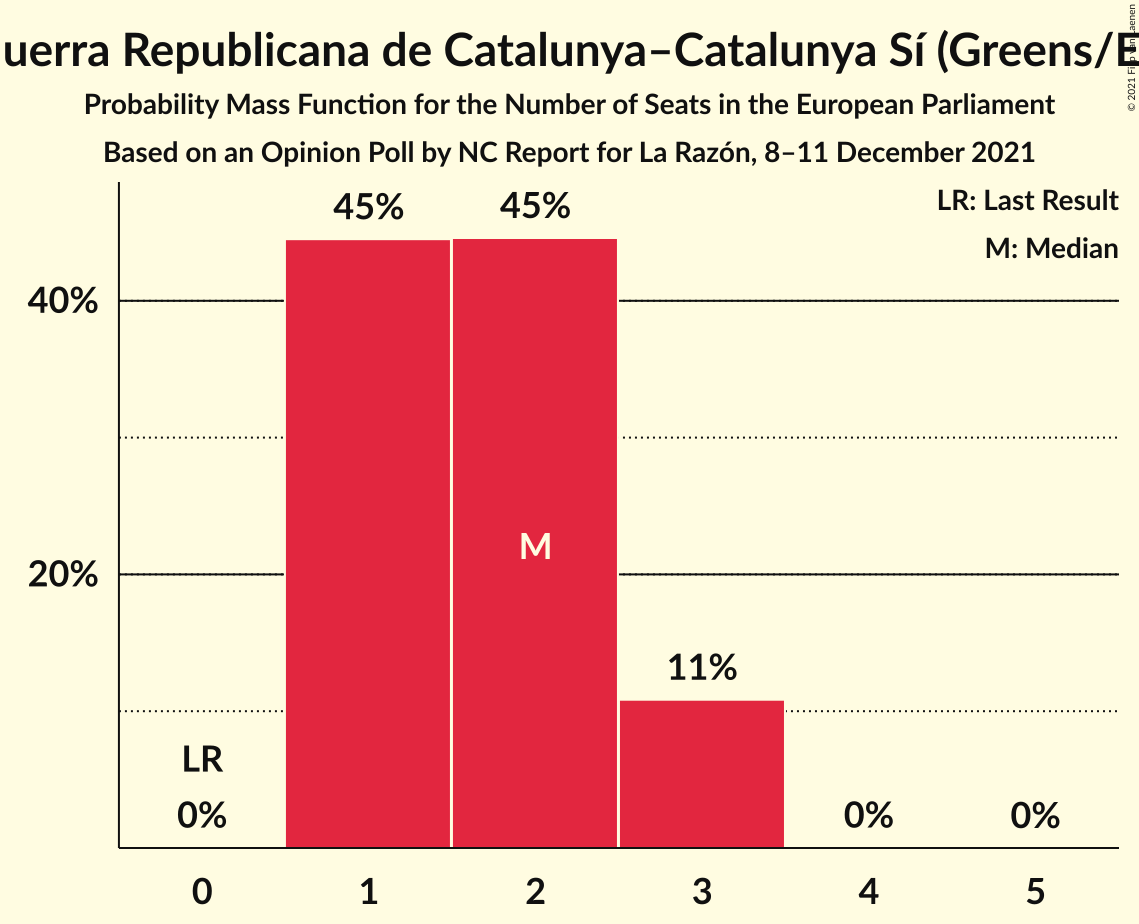 uerra Republicana de Catalunya–Catalunya Sí (Greens/E
Probability Mass Function for the Number of Seats in the European Parliament
Based on an Opinion Poll by NC Report for La Razón, 8–11 December 2021
© 2021
LR: Last Result
M: Median
45%
45%
40%
M
20%
11%
LR
0%
0%
0%
0
1
2
3
4
5